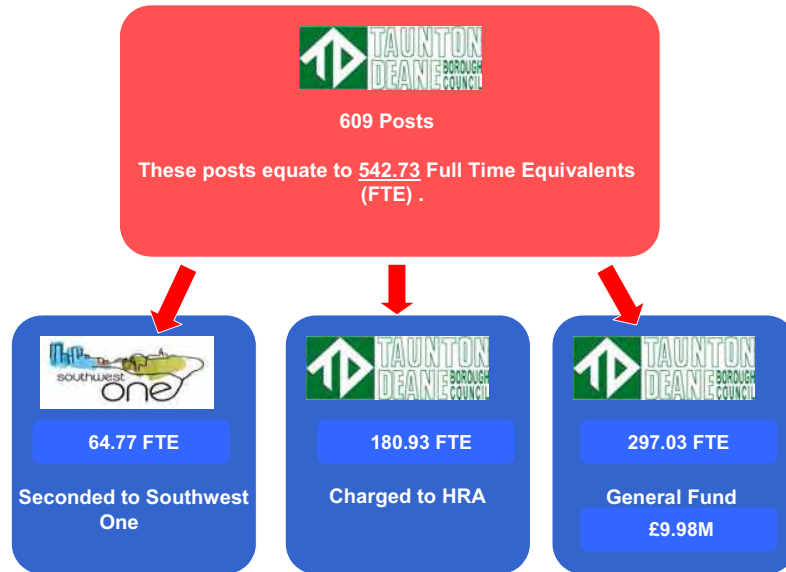 TAUNTON
DEANE BOROUGH
COUNCIL
609 Posts
These posts equate to 542.73 Full Time Equivalents
(FTE) .
southwest
one
64.77 FTE
Seconded to Southwest
One
TAUNTON
DEANE BOROUGH
COUNCIL
180.93 FTE
Charged to HRA
TAUNTON
DEANE BOROUGH
COUNCIL
297.03 FTE
General Fund
£9.98M